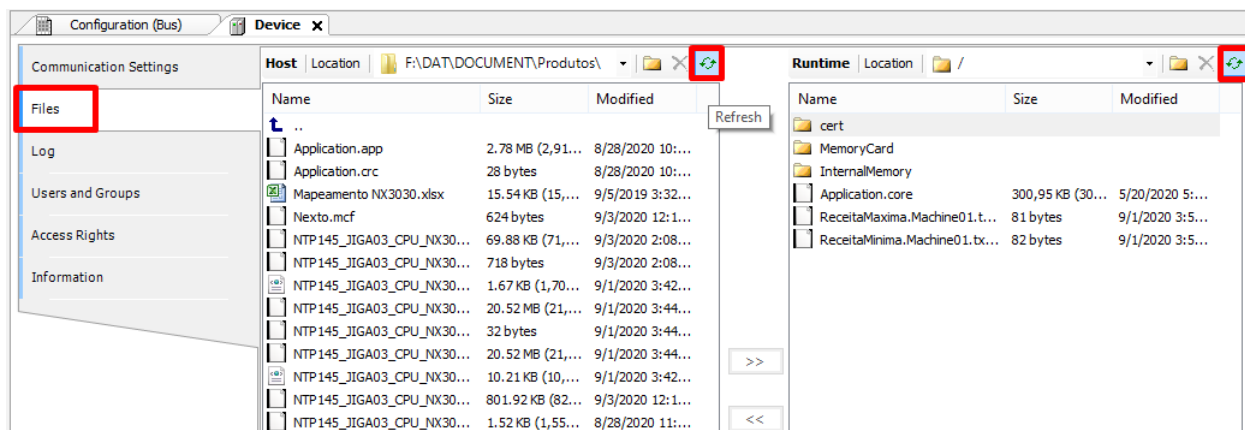 Configuration (Bus) Device X
Communication Settings
Files
Log
Users and Groups
Access Rights
Information
Host Location F:\DAT\DOCUMENT\Produtos\
Name Size Modified
..
Application.app 2.78 MB (2,91... 8/28/2020 10:...
Application.crc 28 bytes 8/28/2020 10:...
Mapeamento NX3030.xlsx 15.54 KB (15,... 9/5/2019 3:32...
Nexto.mcf 624 bytes 9/3/2020 12:1...
NTP145_JIGA03_CPU_NX30... 69.88 KB (71,... 9/3/2020 2:08...
NTP145_JIGA03_CPU_NX30... 718 bytes 9/3/2020 2:08...
NTP145_JIGA03_CPU_NX30... 1.67 KB (1,70... 9/1/2020 3:42...
NTP145_JIGA03_CPU_NX30... 20.52 MB (21,... 9/1/2020 3:44...
NTP145_JIGA03_CPU_NX30... 32 bytes 9/1/2020 3:44...
NTP145_JIGA03_CPU_NX30... 20.52 MB (21,... 9/1/2020 3:44...
NTP145_JIGA03_CPU_NX30... 10.21 KB (10,... 9/1/2020 3:42...
NTP145_JIGA03_CPU_NX30... 801.92 KB (82... 9/3/2020 12:1...
NTP145_JIGA03_CPU_NX30... 1.52 KB (1,55... 8/28/2020 11:...
Refresh
>>
<<
Runtime Location /
Name Size Modified
cert
MemoryCard
InternalMemory
Application.core 300,95 KB (30... 5/20/2020 5:...
ReceitaMaxima.Machine01.t... 81 bytes 9/1/2020 3:5...
ReceitaMinima.Machine01.tx... 82 bytes 9/1/2020 3:5...